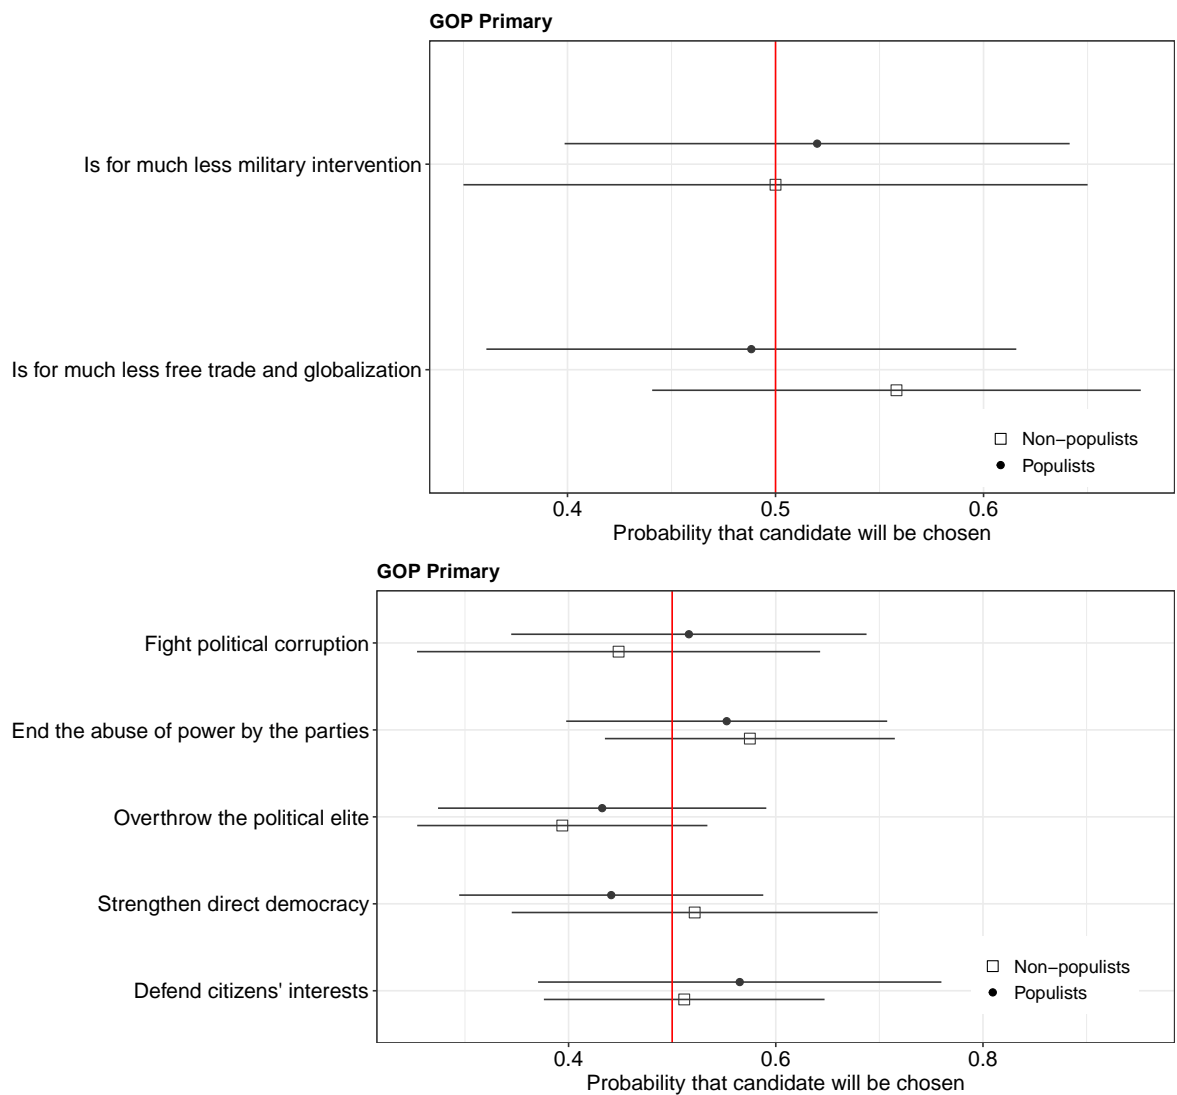 GOP Primary
Is for much less military intervention
Is for much less free trade and globalization
Non−populists
Populists
0.4 0.5 0.6
Probability that candidate will be chosen
GOP Primary
Fight political corruption
End the abuse of power by the parties
Overthrow the political elite
Strengthen direct democracy
Defend citizens' interests
Non−populists
Populists
0.4 0.6 0.8
Probability that candidate will be chosen